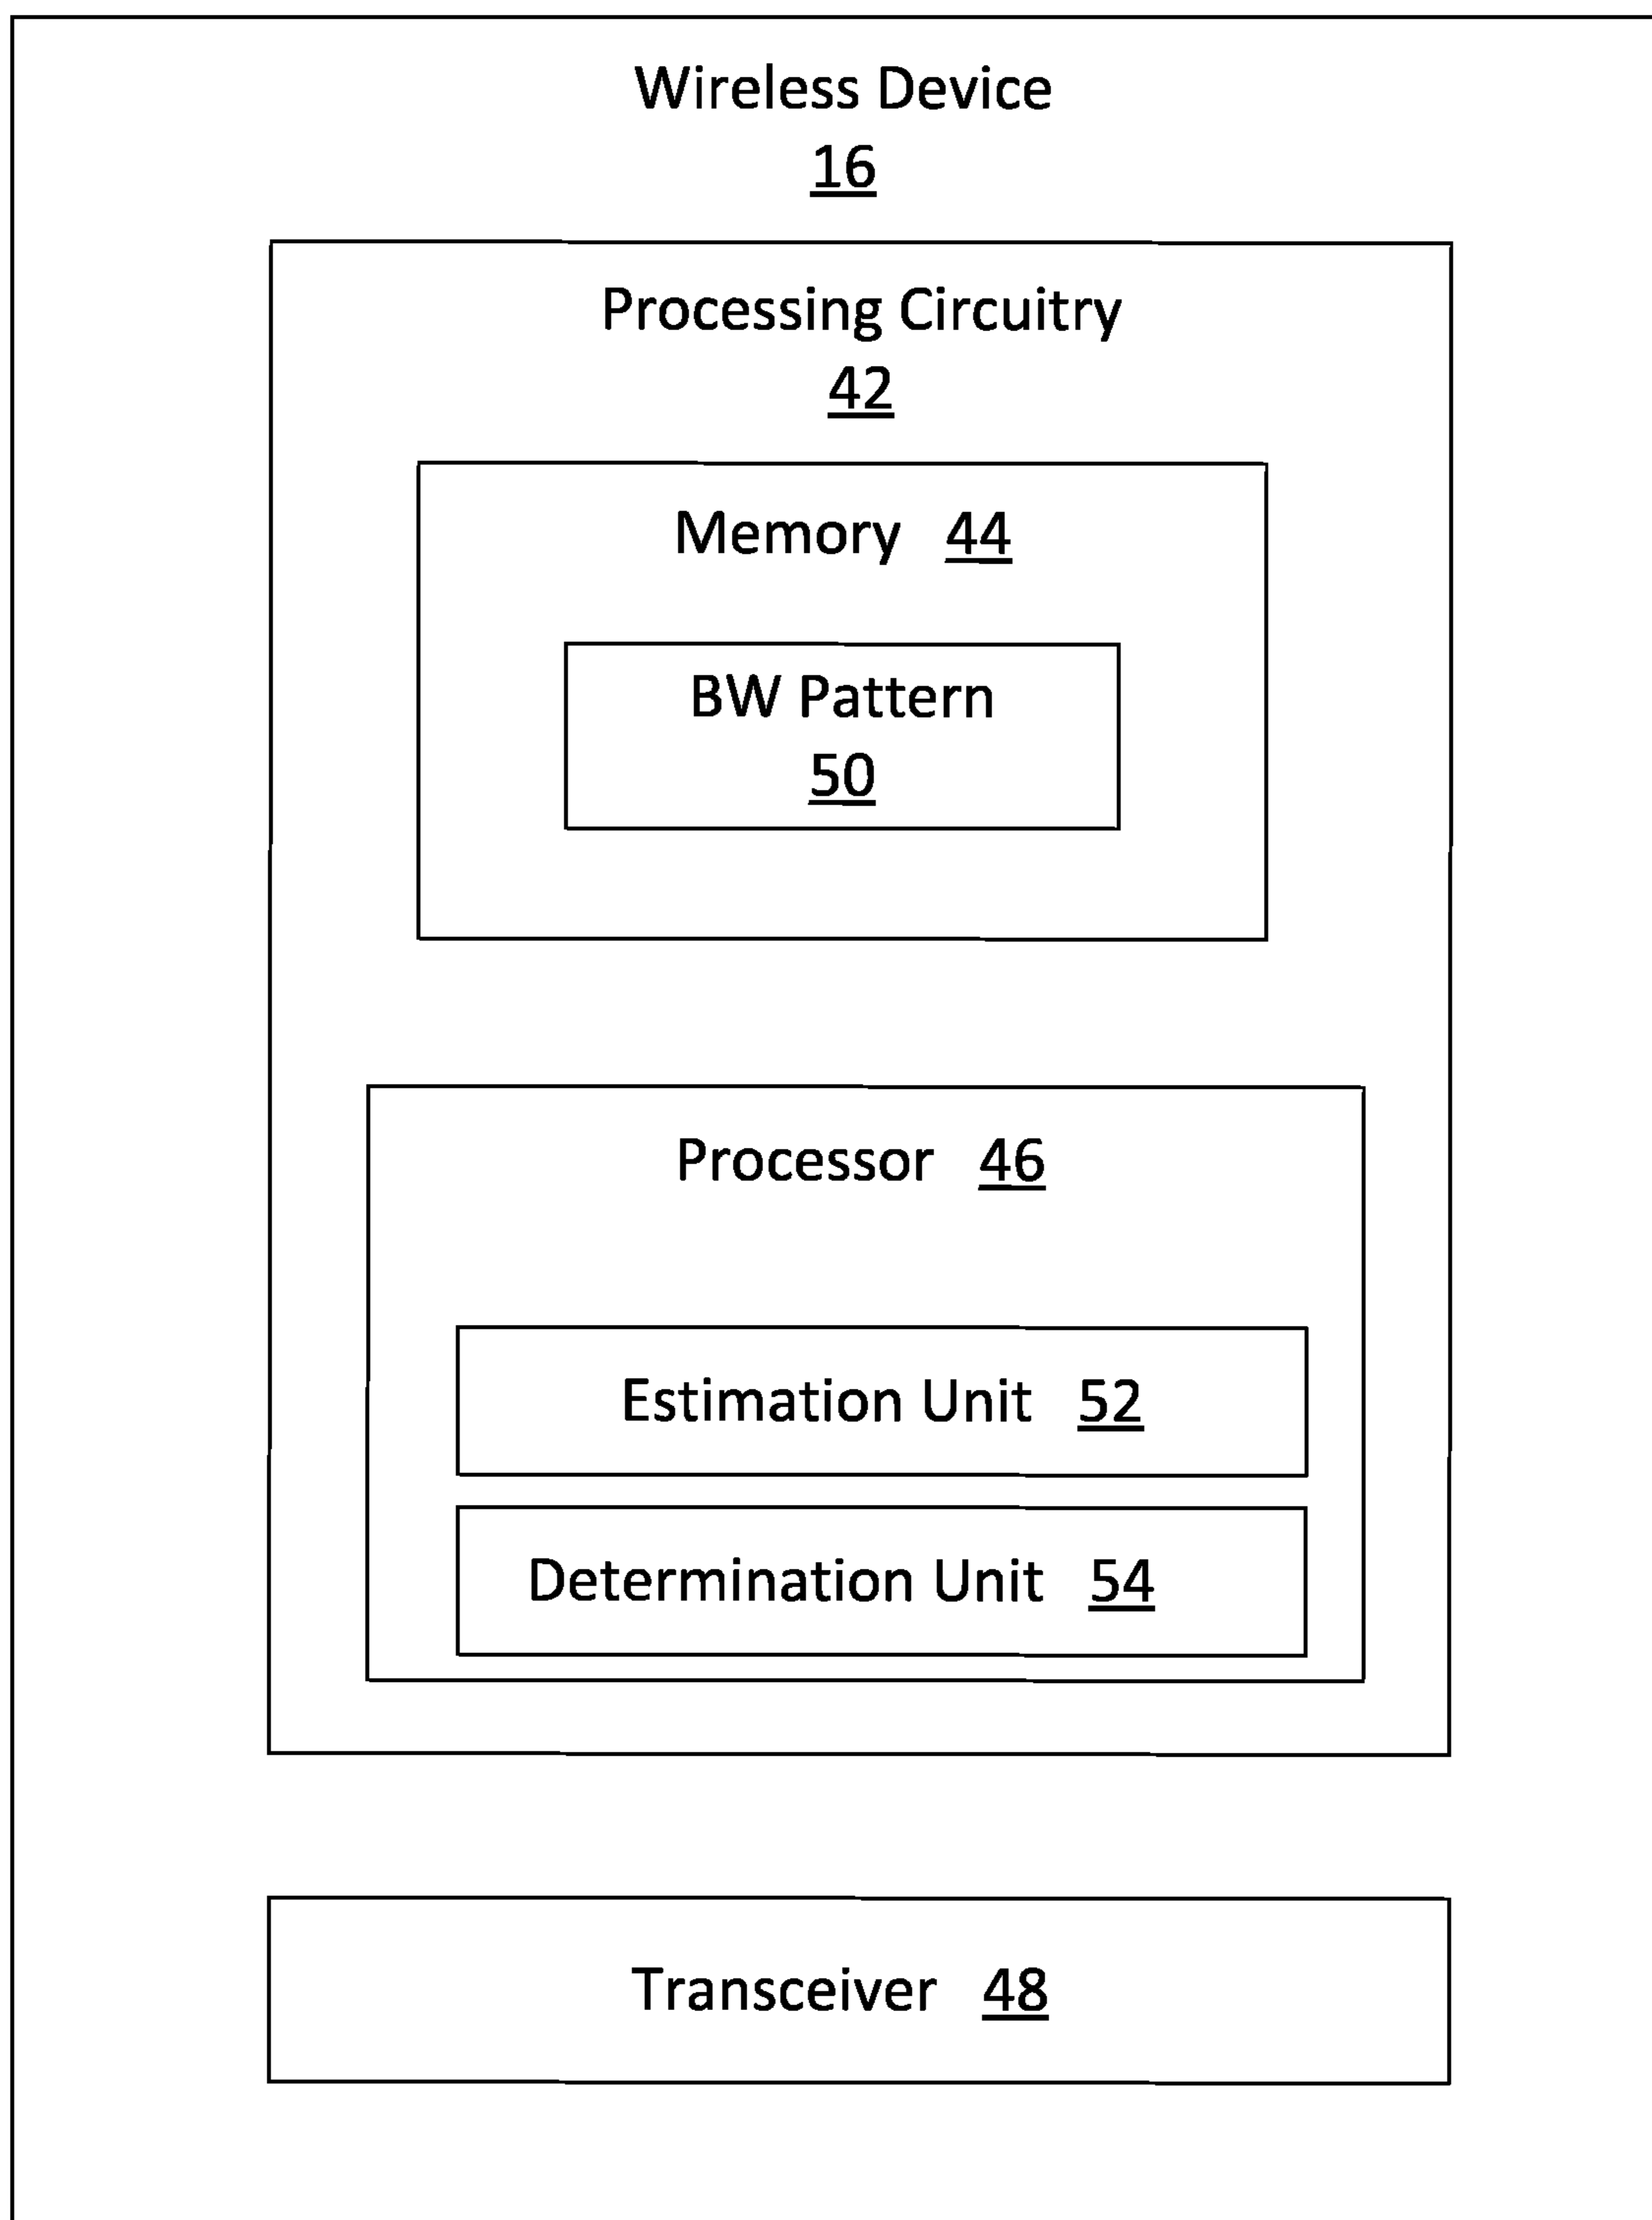 Wireless Device
16
Processing Circuitry
42
Memory 44
BW Pattern
50
Processor 46
Estimation Unit 52
Determination Unit 54
Transceiver 48